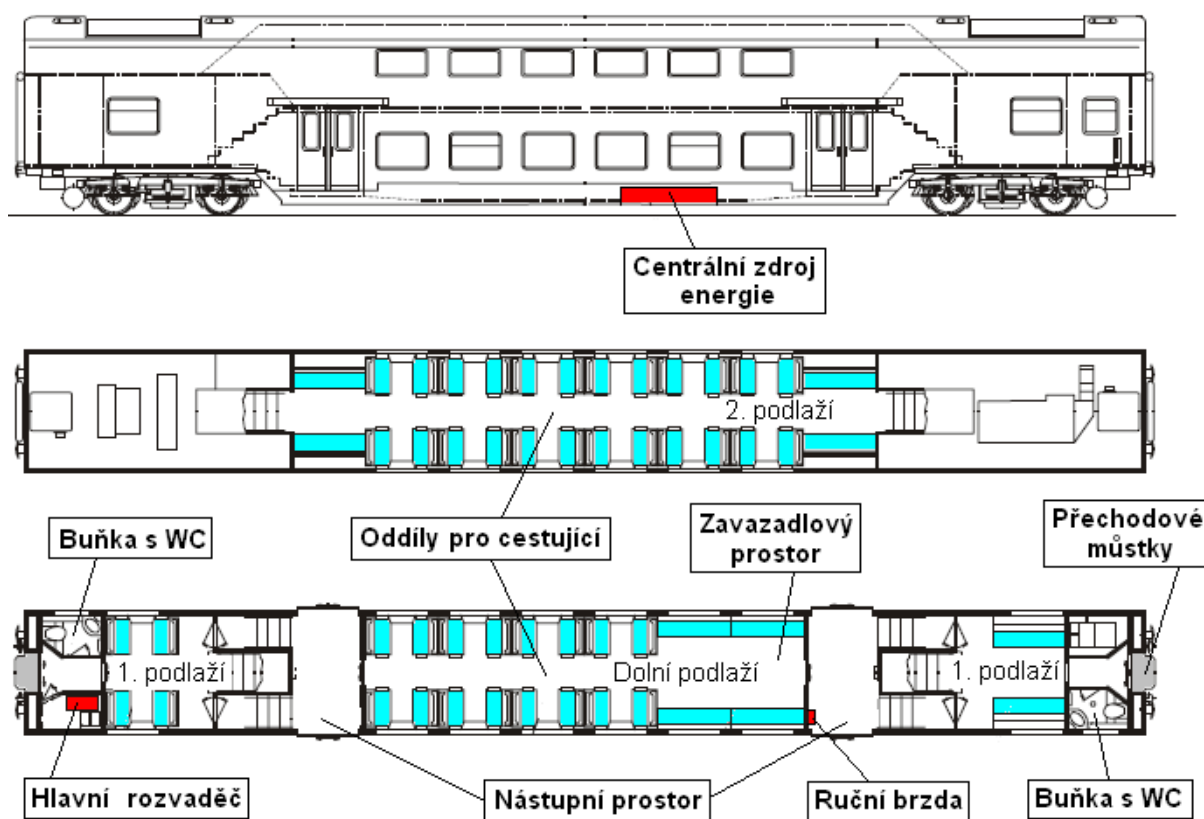 Centrální zdroj
energie
2. podlaží
Buňka s WC
Oddíly pro cestující
Zavazadlový
prostor
Přechodové
můstky
1. podlaží
Dolní podlaží
1. podlaží
Hlavní rozvaděč
Nástupní prostor
Ruční brzda
Buňka s WC